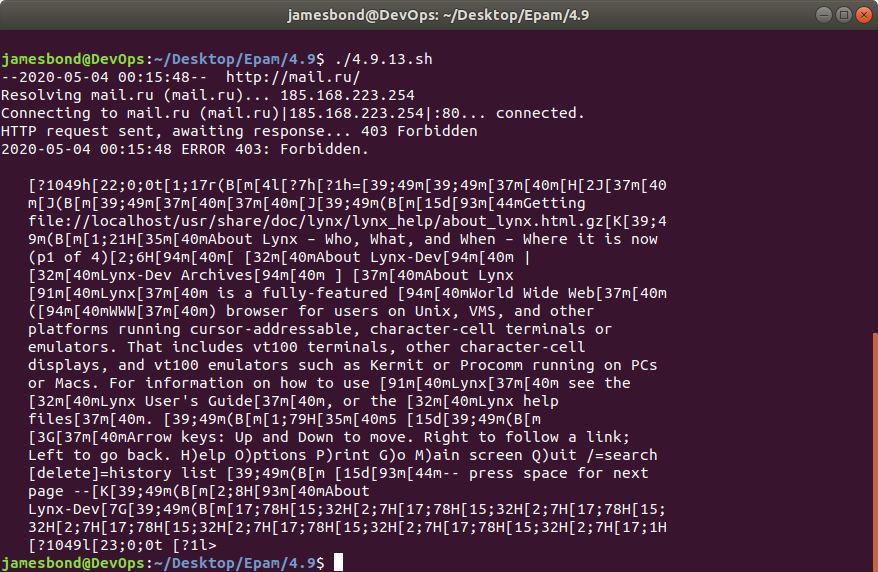 jamesbond@DevOps: ~/Desktop/Epam/4.9
jamesbond@DevOps:~/Desktop/Epam/4.9$ ./4.9.13.sh
--2020-05-04 00:15:48--  http://mail.ru/
Resolving mail.ru (mail.ru)... 185.168.223.254
Connecting to mail.ru (mail.ru)|185.168.223.254|:80... connected.
HTTP request sent, awaiting response... 403 Forbidden
2020-05-04 00:15:48 ERROR 403: Forbidden.
[?1049h[22;0;0t[1;17r(B[m[4l[?7h[?1h=[39;49m[39;49m[37m[40m[H[2J[37m[40
m[J(B[m[39;49m[37m[40m[37m[40m[J[39;49m(B[m[15d[93m[44mGetting
file://localhost/usr/share/doc/lynx/lynx_help/about_lynx.html.gz[K[39;4
9m(B[m[1;21H[35m[40mAbout Lynx – Who, What, and When – Where it is now
(p1 of 4)[2;6H[94m[40m[ [32m[40mAbout Lynx-Dev[94m[40m |
[32m[40mLynx-Dev Archives[94m[40m ] [37m[40mAbout Lynx
[91m[40mLynx[37m[40m is a fully-featured [94m[40mWorld Wide Web[37m[40m
([94m[40mWWW[37m[40m) browser for users on Unix, VMS, and other
platforms running cursor-addressable, character-cell terminals or
emulators. That includes vt100 terminals, other character-cell
displays, and vt100 emulators such as Kermit or Procomm running on PCs
or Macs. For information on how to use [91m[40mLynx[37m[40m see the
[32m[40mLynx User's Guide[37m[40m, or the [32m[40mLynx help
files[37m[40m. [39;49m(B[m[1;79H[35m[40m5 [15d[39;49m(B[m
[3G[37m[40mArrow keys: Up and Down to move. Right to follow a link;
Left to go back. H)elp O)ptions P)rint G)o M)ain screen Q)uit /=search
[delete]=history list [39;49m(B[m [15d[93m[44m-- press space for next
page --[K[39;49m(B[m[2;8H[93m[40mAbout
Lynx-Dev[7G[39;49m(B[m[17;78H[15;32H[2;7H[17;78H[15;32H[2;7H[17;78H[15;
32H[2;7H[17;78H[15;32H[2;7H[17;78H[15;32H[2;7H[17;78H[15;32H[2;7H[17;1H
[?1049l[23;0;0t [?1l>
jamesbond@DevOps:~/Desktop/Epam/4.9$